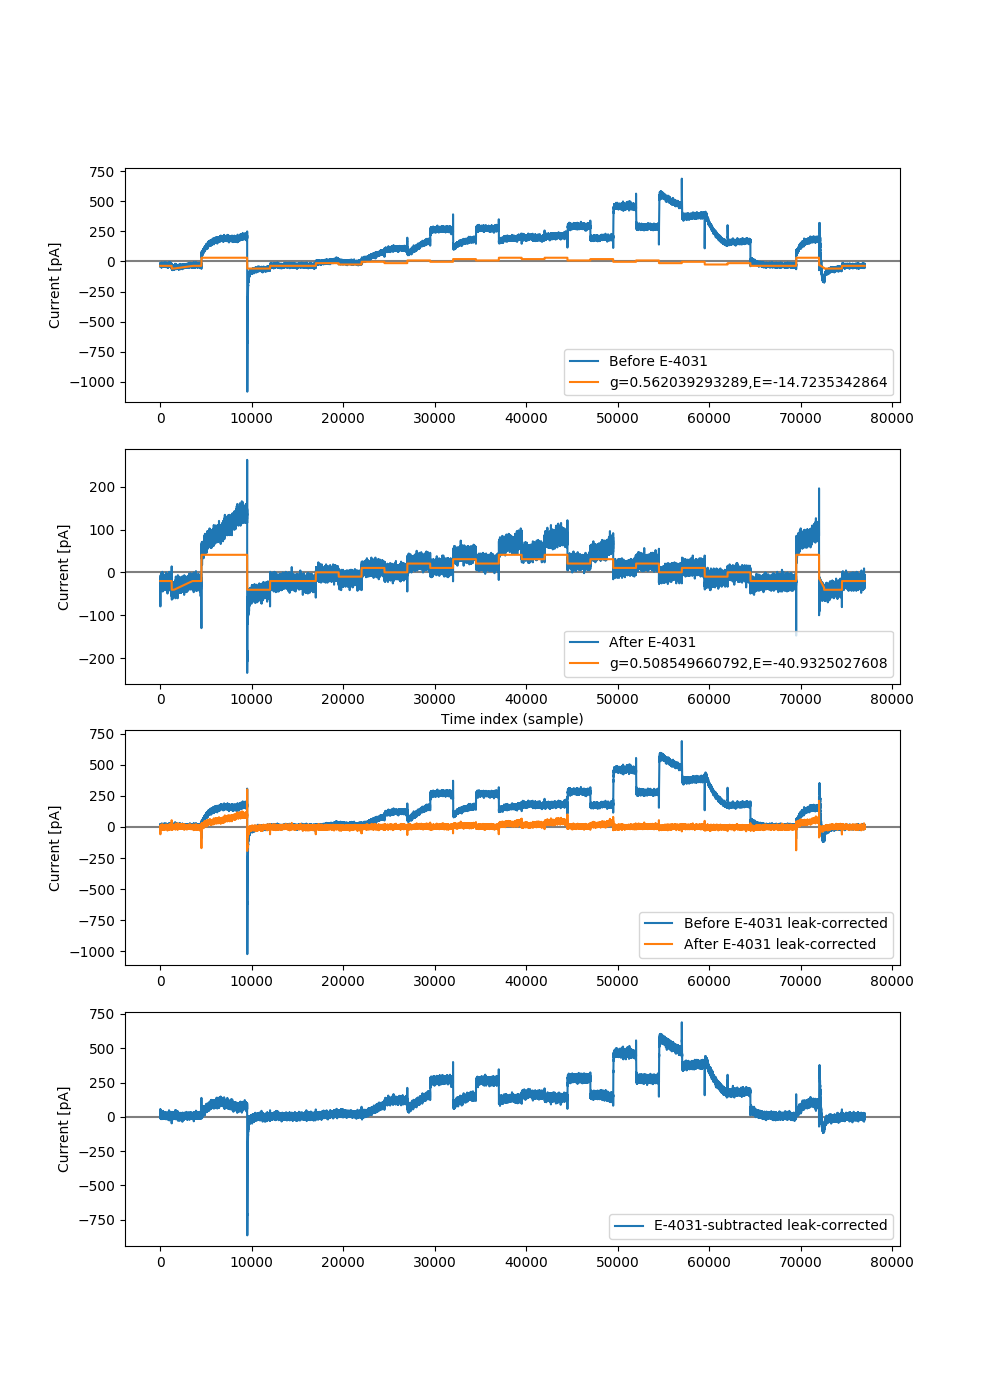 750
500
250
0
−250
−500
−750
−1000
Current [pA]
Before E-4031
g=0.562039293289,E=-14.7235342864
0 10000 20000 30000 40000 50000 60000 70000 80000
200
100
0
−100
−200
Current [pA]
After E-4031
g=0.508549660792,E=-40.9325027608
0 10000 20000 30000 40000 50000 60000 70000 80000
Time index (sample)
750
500
250
0
−250
−500
−750
−1000
Current [pA]
Before E-4031 leak-corrected
After E-4031 leak-corrected
0 10000 20000 30000 40000 50000 60000 70000 80000
750
500
250
0
−250
−500
−750
Current [pA]
E-4031-subtracted leak-corrected
0 10000 20000 30000 40000 50000 60000 70000 80000